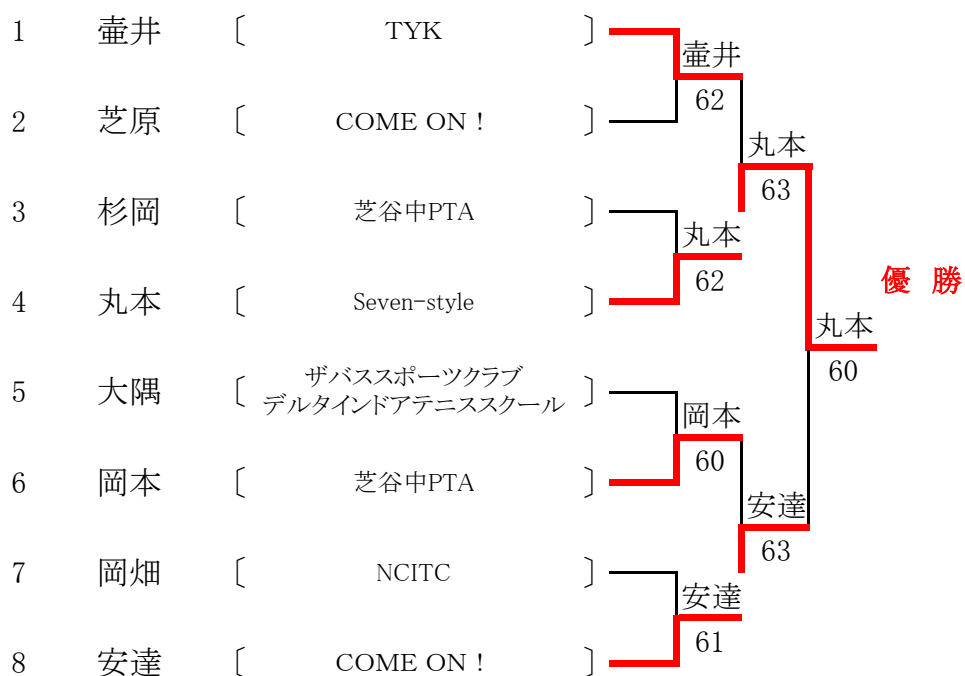 1 壷井 〔 TYK 〕
2 芝原 〔 COME ON ! 〕
3 杉岡 〔 芝谷中PTA 〕
4 丸本 〔 Seven-style 〕
5 大隅 〔 ザバススポーツクラブ
デルタインドアテニススクール 〕
6 岡本 〔 芝谷中PTA 〕
7 岡畑 〔 NCITC 〕
8 安達 〔 COME ON ! 〕
壷井
62
丸本
62
岡本
60
安達
61
丸本
63
安達
63
丸本
60
優 勝